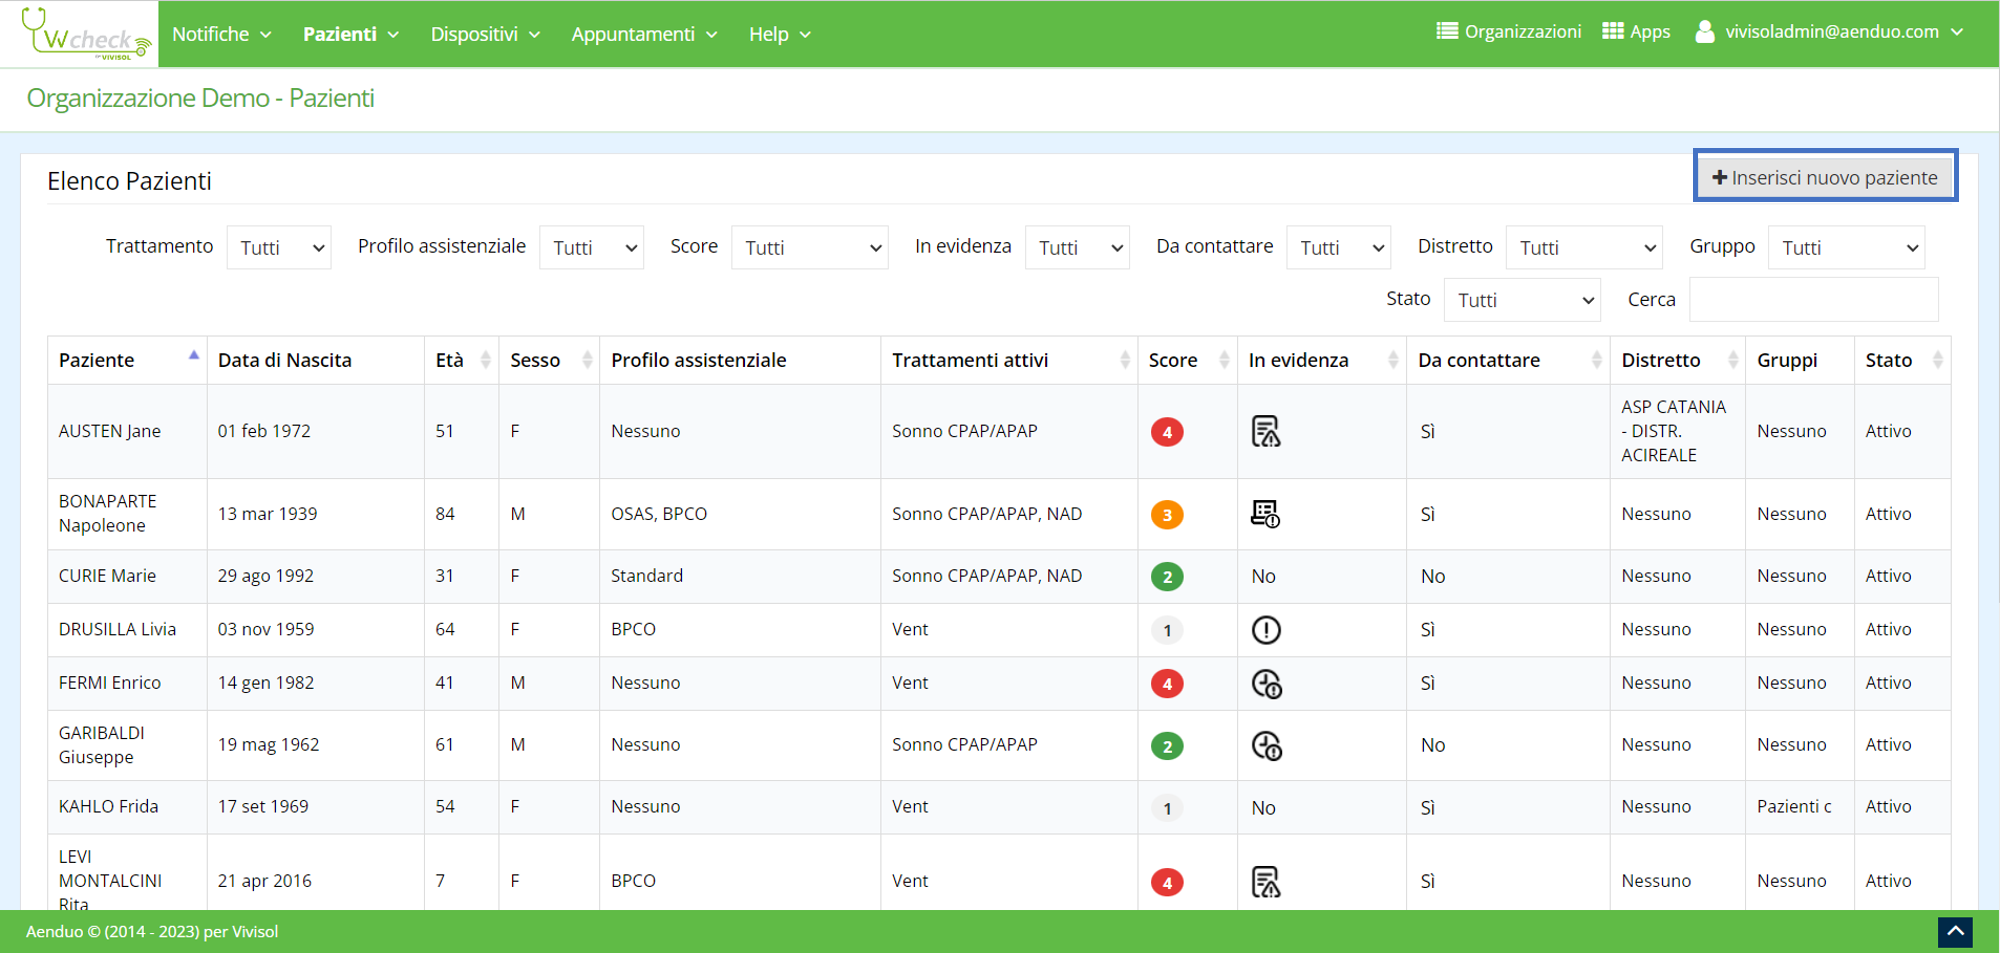 Wcheck
BY VIVISOL
Notifiche
Pazienti
Dispositivi
Appuntamenti
Help
Organizzazioni
Apps
vivisoladmin@aenduo.com
Organizzazione Demo - Pazienti
Elenco Pazienti
Inserisci nuovo paziente
Trattamento Tutti Profilo assistenziale Tutti Score Tutti In evidenza Tutti Da contattare Tutti Distretto Tutti Gruppo Tutti
Stato Tutti Cerca
Paziente Data di Nascita Età Sesso Profilo assistenziale Trattamenti attivi Score In evidenza Da contattare Distretto Gruppi Stato
AUSTEN Jane 01 feb 1972 51 F Nessuno Sonno CPAP/APAP 4 Sì ASP CATANIA
- DISTR.
ACIREALE
Nessuno Attivo
BONAPARTE
Napoleone
13 mar 1939 84 M OSAS, BPCO Sonno CPAP/APAP, NAD 3 Sì Nessuno Nessuno Attivo
CURIE Marie 29 ago 1992 31 F Standard Sonno CPAP/APAP, NAD 2 No No Nessuno Nessuno Attivo
DRUSILLA Livia 03 nov 1959 64 F BPCO Vent 1 Sì Nessuno Nessuno Attivo
FERMI Enrico 14 gen 1982 41 M Nessuno Vent 4 Sì Nessuno Nessuno Attivo
GARIBALDI
Giuseppe
19 mag 1962 61 M Nessuno Sonno CPAP/APAP 2 No Nessuno Nessuno Attivo
KAHLO Frida 17 set 1969 54 F Nessuno Vent 1 No Sì Nessuno Pazienti c Attivo
LEVI
MONTALCINI
Rita
21 apr 2016 7 F BPCO Vent 4 Sì Nessuno Nessuno Attivo
Aenduo © (2014 - 2023) per Vivisol